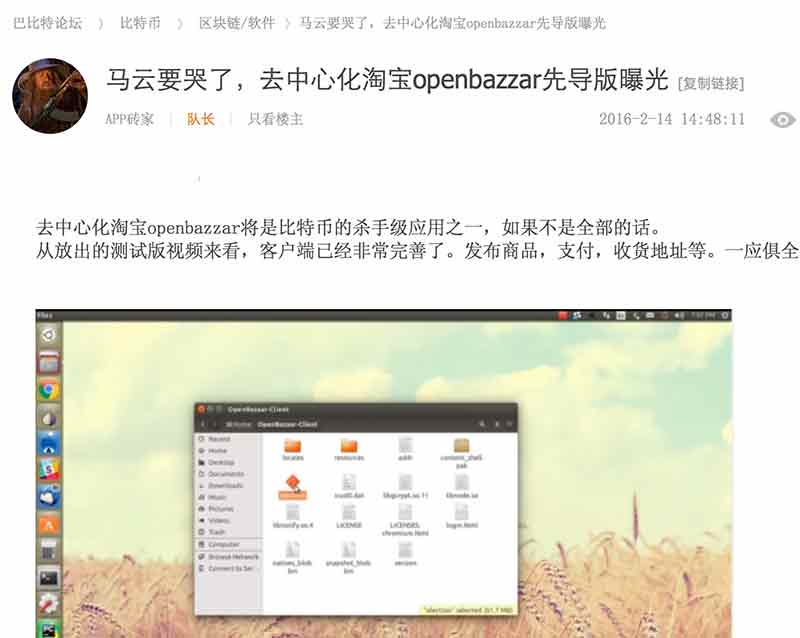 巴比特论坛 〉 比特币 〉 区块链/软件 〉马云要哭了，去中心化淘宝openbazzar先导版曝光
马云要哭了，去中心化淘宝openbazzar先导版曝光 [复制链接]
APP砖家 | 队长 | 只看楼主 2016-2-14 14:48:11
去中心化淘宝openbazzar将是比特币的杀手级应用之一，如果不是全部的话。
从放出的测试版视频来看，客户端已经非常完善了。发布商品，支付，收货地址等。一应俱全
Files
OpenBazaar-Client
Home OpenBazaar-Client
Recent
Home
Desktop
Documents
Downloads
Music
Pictures
Videos
Trash
Computer
Browse Network
Connect to Ser
locales resources content_shell.pak
icudtl.dat libgcrypt.so.11 libnode.so
libnotify.so.4 LICENSE LICENSES.chromium.html login.html
natives_blob.bin snapshot_blob.bin version
"electron" selected